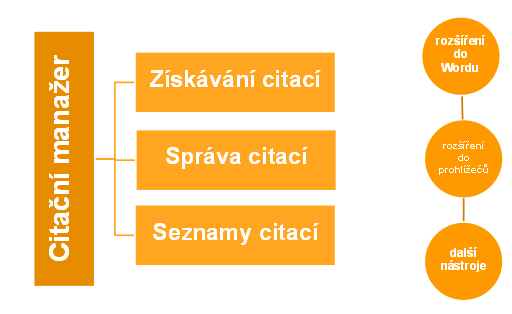 Citační manažer
Získávání citací
Správa citací
Seznamy citací
rozšíření
do
Wordu
rozšíření
do
prohlížečů
další
nástroje